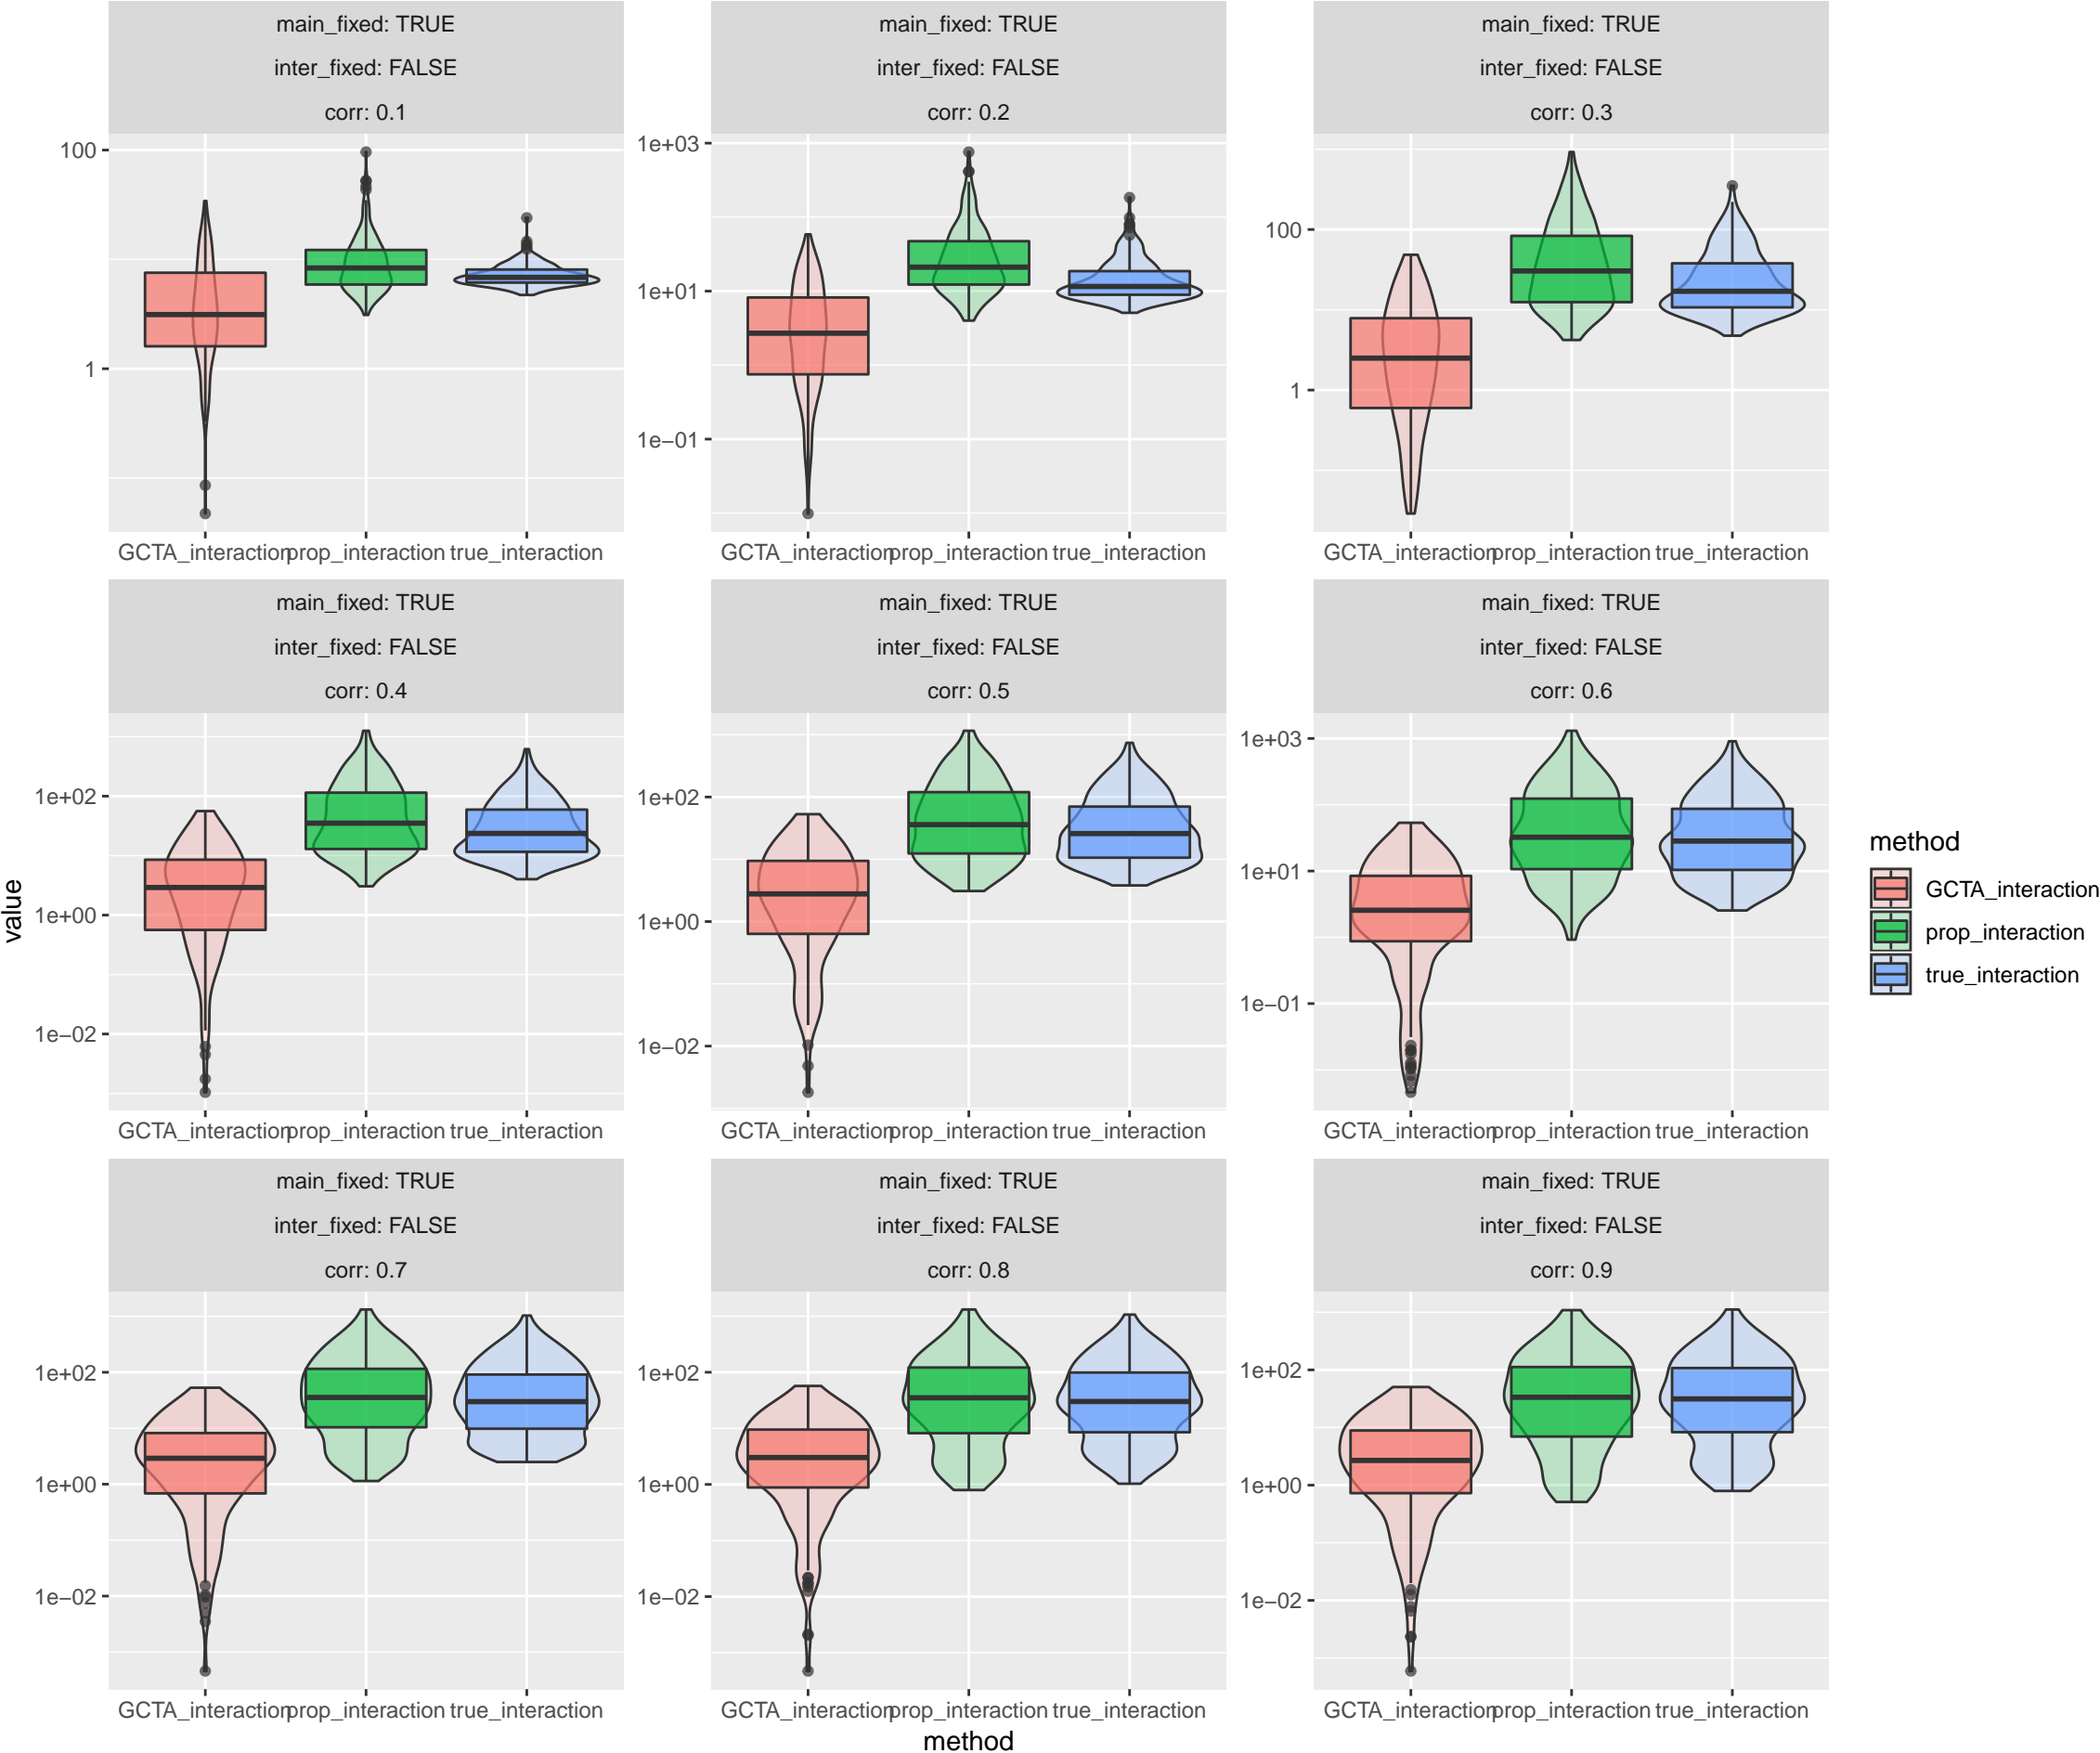 main_fixed: TRUE
inter_fixed: FALSE
corr: 0.1
main_fixed: TRUE
inter_fixed: FALSE
corr: 0.2
main_fixed: TRUE
inter_fixed: FALSE
corr: 0.3
100
1
1e+03
1e+01
1e−01
100
1
GCTA_interaction prop_interaction true_interaction
GCTA_interaction prop_interaction true_interaction
GCTA_interaction prop_interaction true_interaction
main_fixed: TRUE
inter_fixed: FALSE
corr: 0.4
main_fixed: TRUE
inter_fixed: FALSE
corr: 0.5
main_fixed: TRUE
inter_fixed: FALSE
corr: 0.6
value
1e+02
1e+00
1e−02
1e+02
1e+00
1e−02
1e+03
1e+01
1e−01
GCTA_interaction prop_interaction true_interaction
GCTA_interaction prop_interaction true_interaction
GCTA_interaction prop_interaction true_interaction
method
GCTA_interaction
prop_interaction
true_interaction
main_fixed: TRUE
inter_fixed: FALSE
corr: 0.7
main_fixed: TRUE
inter_fixed: FALSE
corr: 0.8
main_fixed: TRUE
inter_fixed: FALSE
corr: 0.9
1e+02
1e+00
1e−02
1e+02
1e+00
1e−02
1e+02
1e+00
1e−02
GCTA_interaction prop_interaction true_interaction
GCTA_interaction prop_interaction true_interaction
GCTA_interaction prop_interaction true_interaction
method